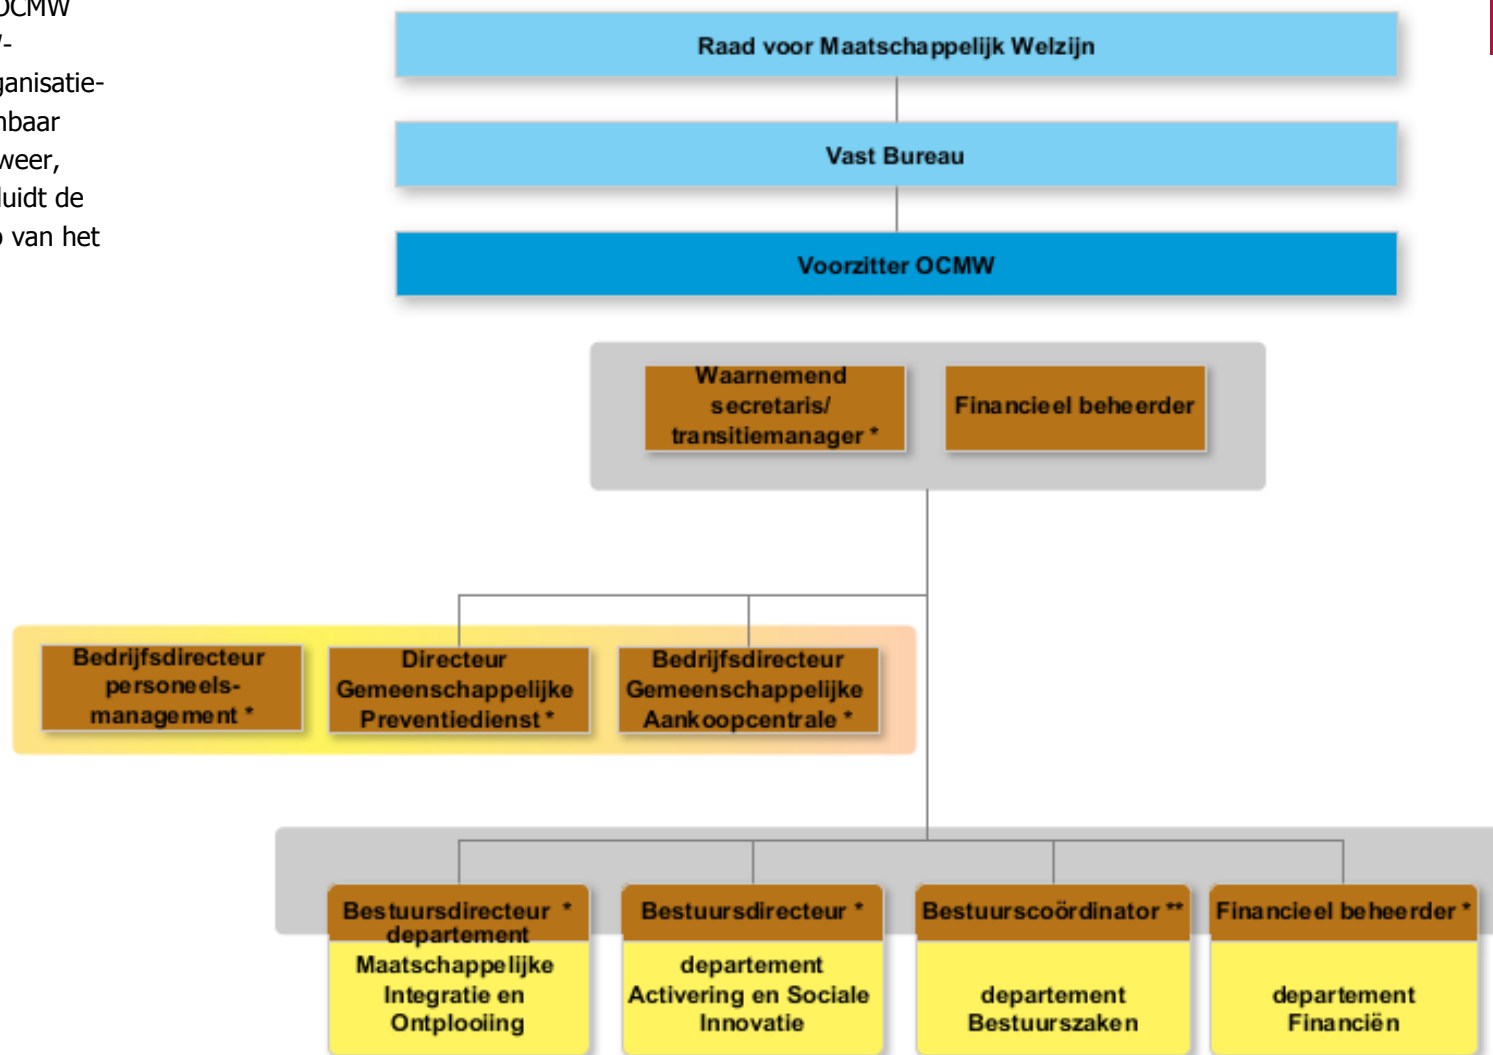 OCMW
ganisatie-
nbaar
weer,
luidt de
van het
Raad voor Maatschappelijk Welzijn
Vast Bureau
Voorzitter OCMW
Waarnemend
secretaris/
transitiemanager *
Financieel beheerder
Bedrijfsdirecteur
personeels-
management *
Directeur
Gemeenschappelijke
Preventiedienst *
Bedrijfsdirecteur
Gemeenschappelijke
Aankoopcentrale *
Bestuursdirecteur *
departement
Maatschappelijke
Integratie en
Ontplooiing
Bestuursdirecteur *
departement
Activering en Sociale
Innovatie
Bestuurscoördinator **
departement
Bestuurszaken
Financieel beheerder *
departement
Financiën